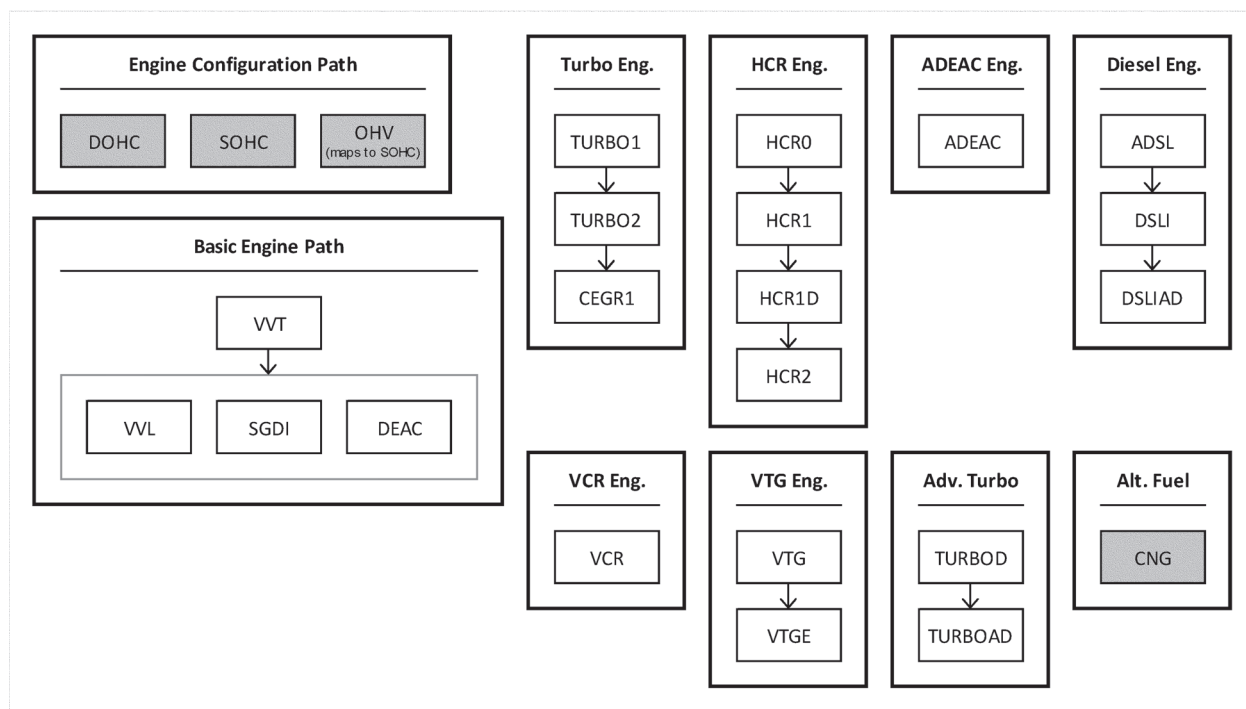 Engine Configuration Path
DOHC
SOHC
OHV
(maps to SOHC)
Basic Engine Path
VVT
VVL
SGDI
DEAC
Turbo Eng.
TURBO1
TURBO2
CEGR1
HCR Eng.
HCR0
HCR1
HCR1D
HCR2
ADEAC Eng.
ADEAC
Diesel Eng.
ADSL
DSLI
DSLIAD
VCR Eng.
VCR
VTG Eng.
VTG
VTGE
Adv. Turbo
TURBOD
TURBOAD
Alt. Fuel
CNG